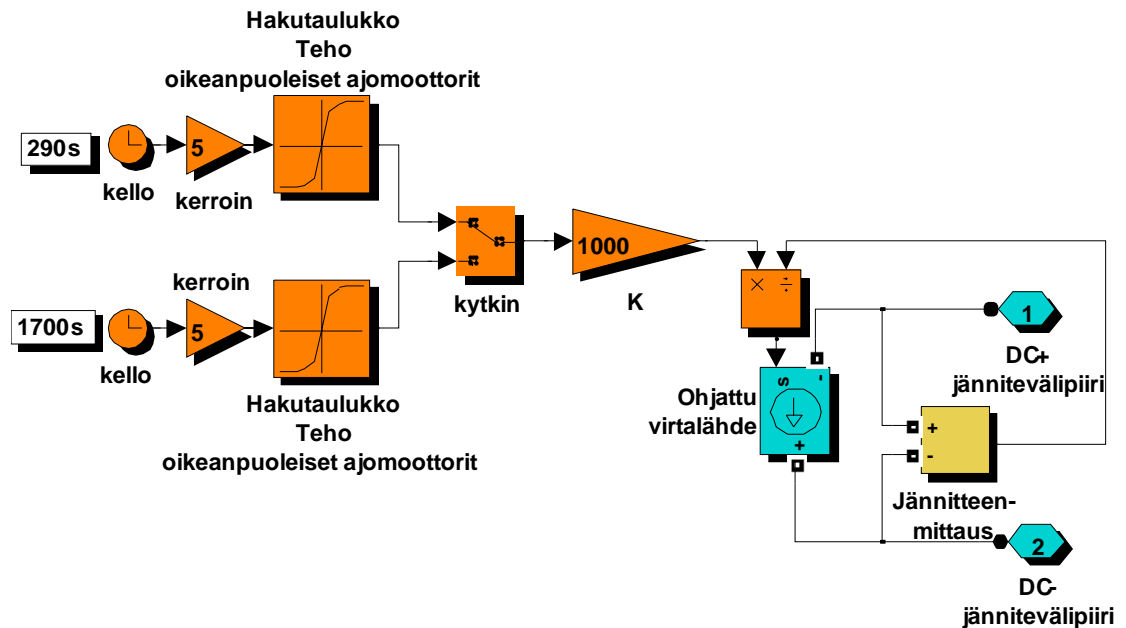 Hakutaulukko
Teho
oikeanpuoleiset ajomoottorit
290s
5
kello
kerroin
kerroin
1700s
5
kello
Hakutaulukko
Teho
oikeanpuoleiset ajomoottorit
kytkin
1000
K
× ÷
s
-
+
Ohjattu
virtalähde
1
DC+
jännitevälipiiri
+
-
Jännitteen-
mittaus
2
DC-
jännitevälipiiri